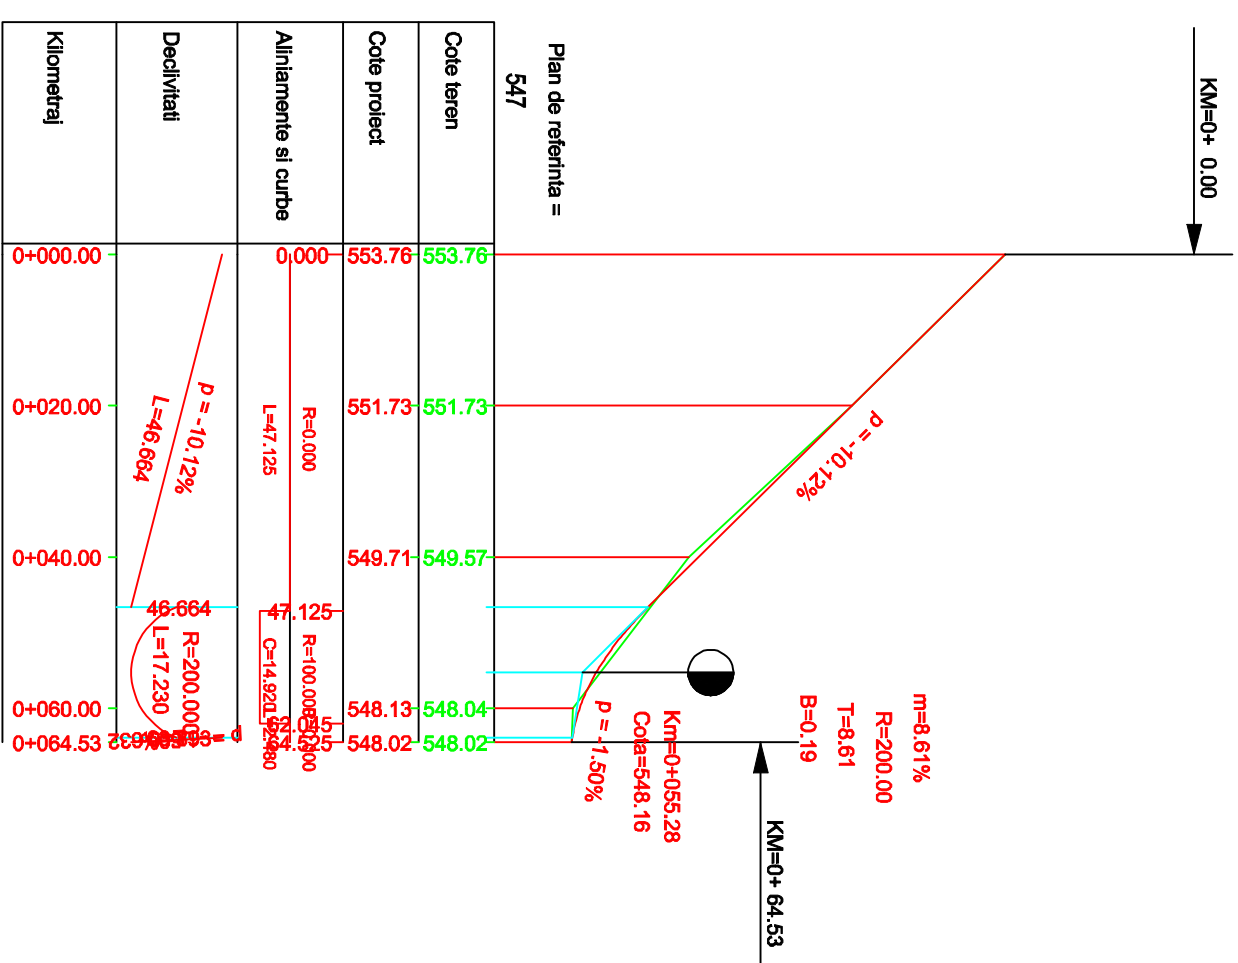 KM=0+ 0.00
Plan de referinta =
547
Cote teren
Cote proiect
Aliniamente si curbe
Declivitati
Kilometraj
553.76
551.73
549.57
548.04
548.02
553.76
551.73
549.71
548.13
548.02
0.000
R=0.000
L=47.125
47.125
R=100.000
C=14.920
62.045
64.525
p = -10.12%
L=46.664
46.664
R=200.000
L=17.230
0+000.00
0+020.00
0+040.00
0+060.00
0+064.53
p = -10.12%
m=8.61%
R=200.00
T=8.61
B=0.19
Km=0+055.28
Cota=548.16
p = -1.50%
KM=0+ 64.53